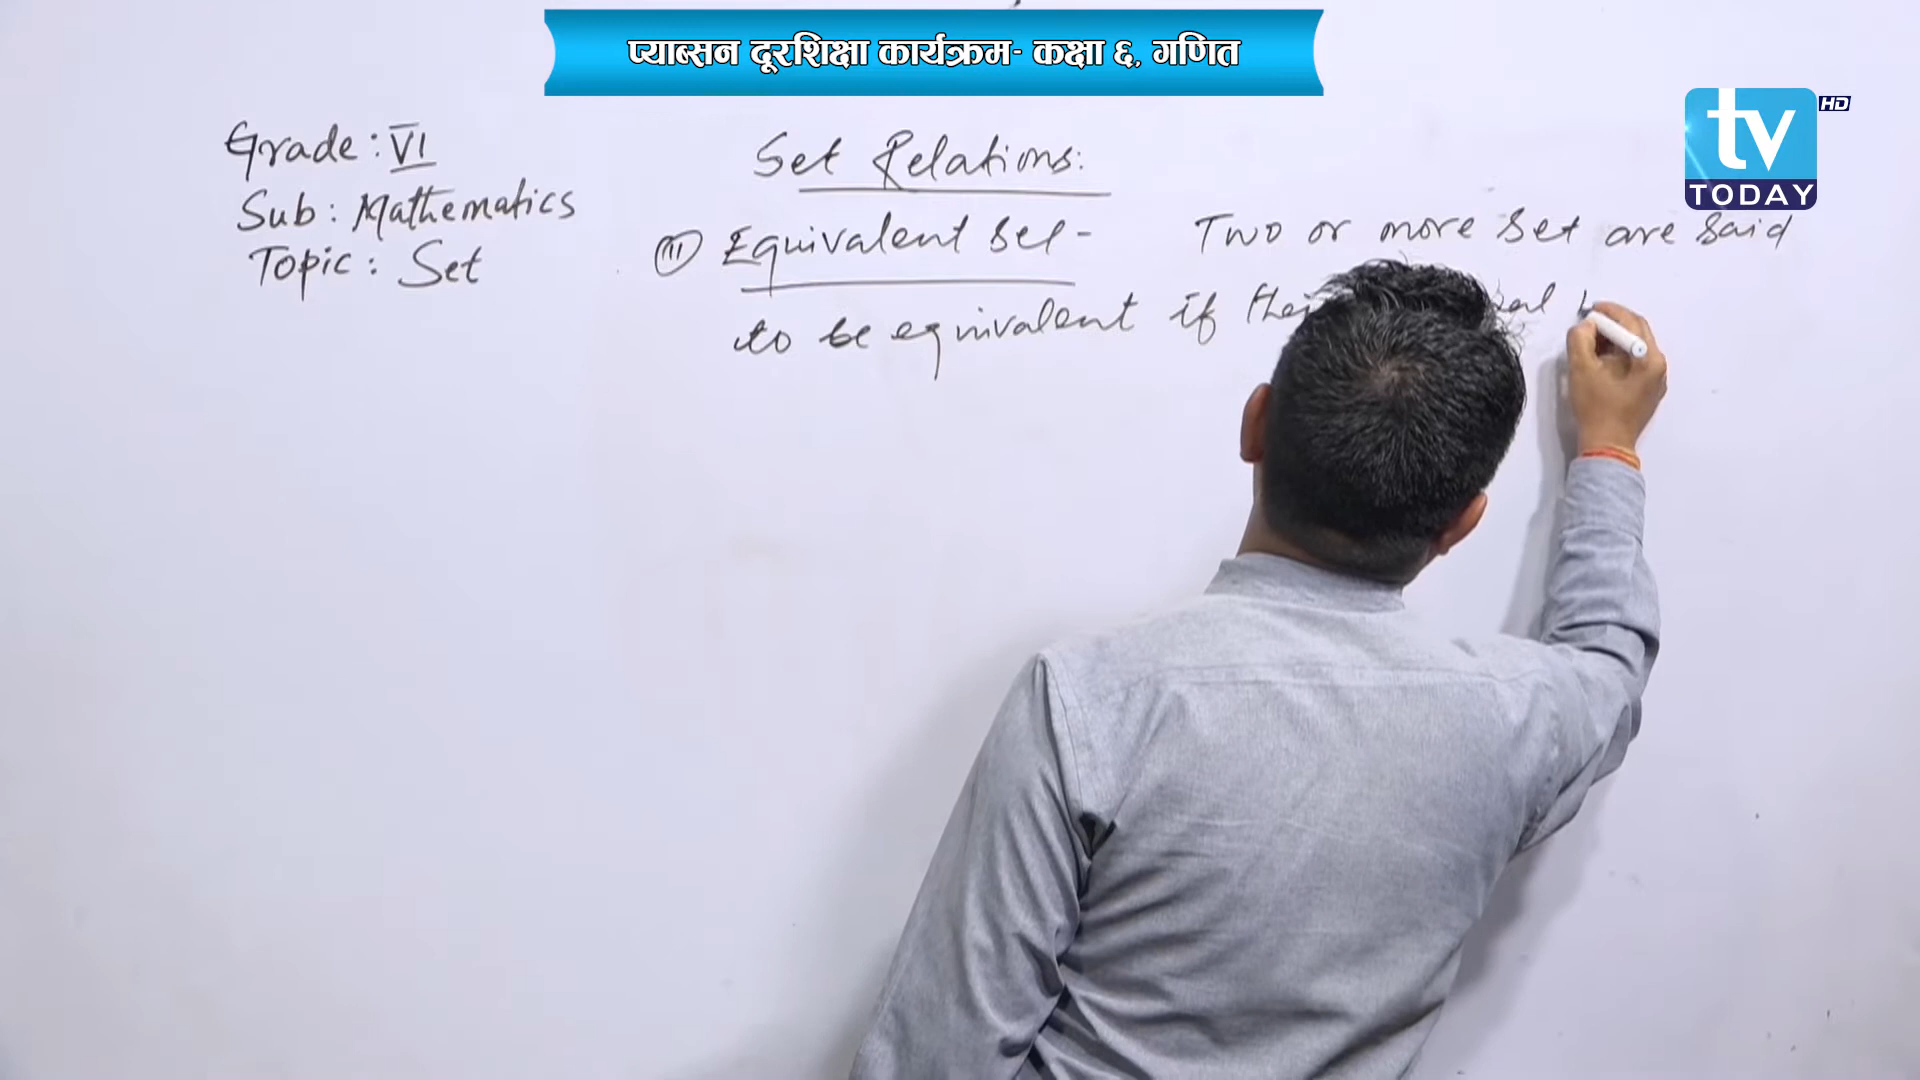 प्याब्सन दूरशिक्षा कार्यक्रम- कक्षा ६, गणित
tv HD
TODAY
Grade: VI
Sub: Mathematics
Topic: Set
Set Relations:
(iii) Equivalent Set - Two or more Set are said
to be equivalent if